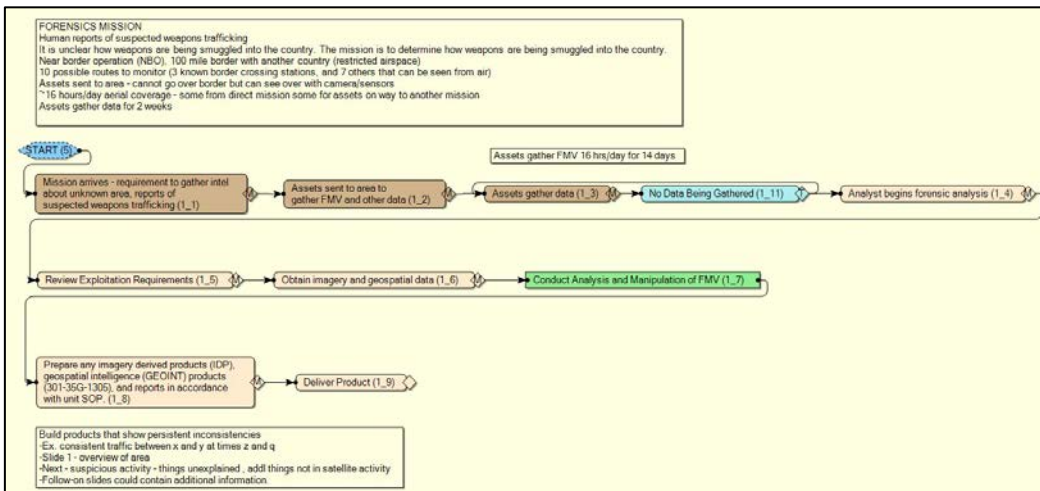 FORENSICS MISSION
Human reports of suspected weapons trafficking
It is unclear how weapons are being smuggled into the country. The mission is to determine how weapons are being smuggled into the country.
Near border operation (NBO). 100 mile border with another country (restricted airspace)
10 possible routes to monitor (3 known border crossing stations, and 7 others that can be seen from air)
Assets sent to area - cannot go over border but can see over with camera/sensors
~16 hours/day aerial coverage - some from direct mission some for assets on way to another mission
Assets gather data for 2 weeks
START (5)
Assets gather FMV 16 hrs/day for 14 days
Mission arrives - requirement to gather intel
about unknown area, reports of
suspected weapons trafficking (1_1)
M
Assets sent to area to
gather FMV and other data (1_2)
M
Assets gather data (1_3)
M
No Data Being Gathered (1_11)
T
Analyst begins forensic analysis (1_4)
M
Review Exploitation Requirements (1_5)
M
Obtain imagery and geospatial data (1_6)
M
Conduct Analysis and Manipulation of FMV (1_7)
Prepare any imagery derived products (IDP),
geospatial intelligence (GEOINT) products
(301-35G-1305), and reports in accordance
with unit SOP. (1_8)
M
Deliver Product (1_9)
Build products that show persistent inconsistencies
-Ex. consistent traffic between x and y at times z and q
-Slide 1 - overview of area
-Next - suspicious activity - things unexplained , addl things not in satellite activity
-Follow-on slides could contain additional information.